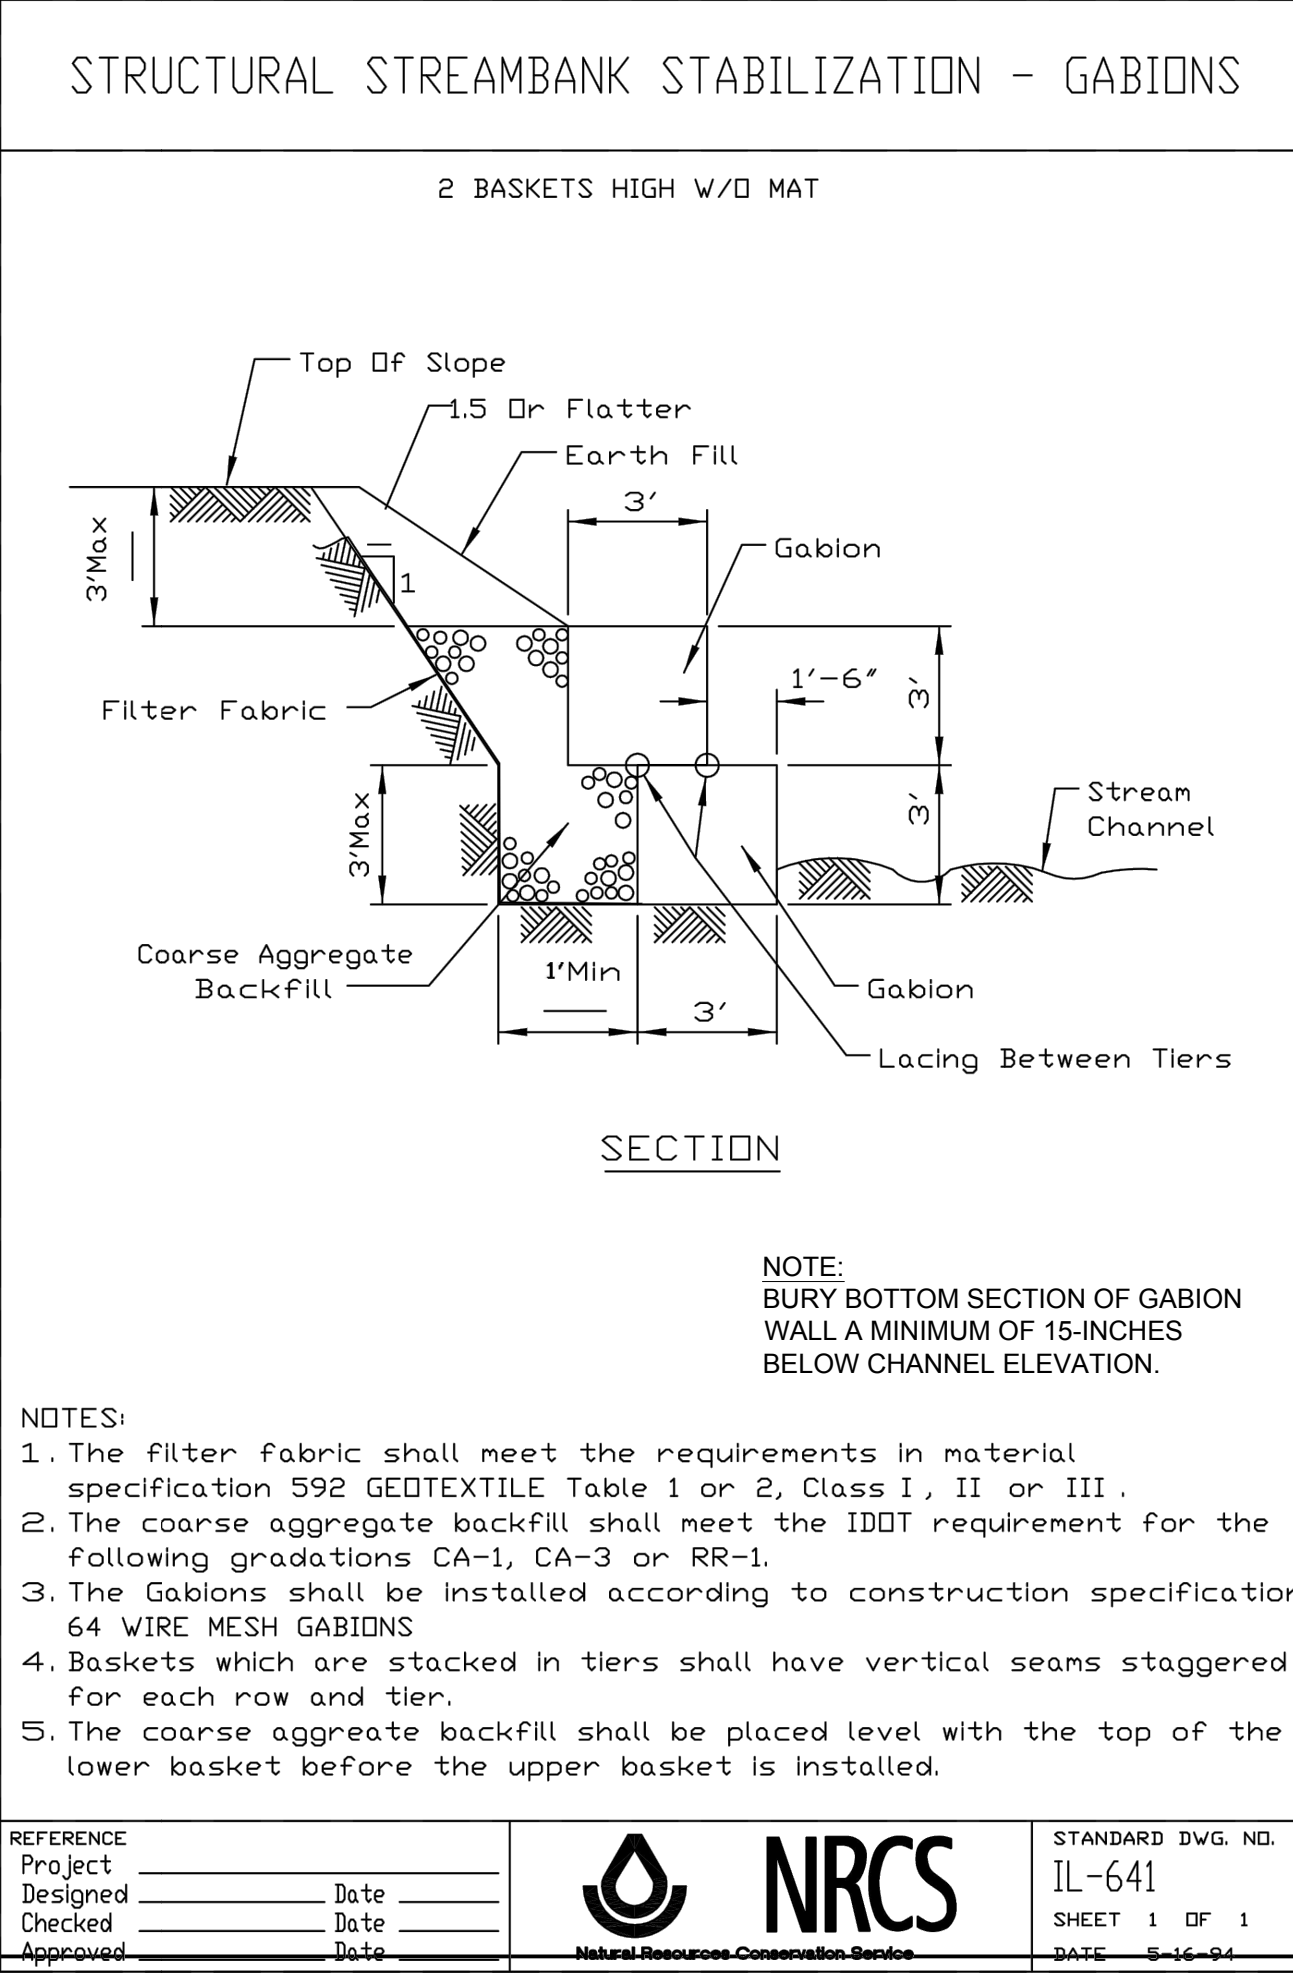 STRUCTURAL STREAMBANK STABILIZATION - GABIONS
2 BASKETS HIGH W/O MAT
Top Of Slope
1.5 Or Flatter
Earth Fill
3'
Gabion
3'Max
1
1'-6"
3'
Filter Fabric
3'Max
3'
Stream
Channel
Coarse Aggregate
Backfill
1'Min
3'
Gabion
Lacing Between Tiers
SECTION
NOTE:
BURY BOTTOM SECTION OF GABION
WALL A MINIMUM OF 15-INCHES
BELOW CHANNEL ELEVATION.
NOTES:
1. The filter fabric shall meet the requirements in material
specification 592 GEOTEXTILE Table 1 or 2, Class I, II or III.
2. The coarse aggregate backfill shall meet the IDOT requirement for the
following gradations CA-1, CA-3 or RR-1.
3. The Gabions shall be installed according to construction specification
64 WIRE MESH GABIONS
4. Baskets which are stacked in tiers shall have vertical seams staggered
for each row and tier.
5. The coarse aggreate backfill shall be placed level with the top of the
lower basket before the upper basket is installed.
REFERENCE
Project
Designed Date
Checked Date
Approved Date
NRCS
Natural Resources Conservation Service
STANDARD DWG. NO.
IL-641
SHEET 1 OF 1
DATE 5-16-94